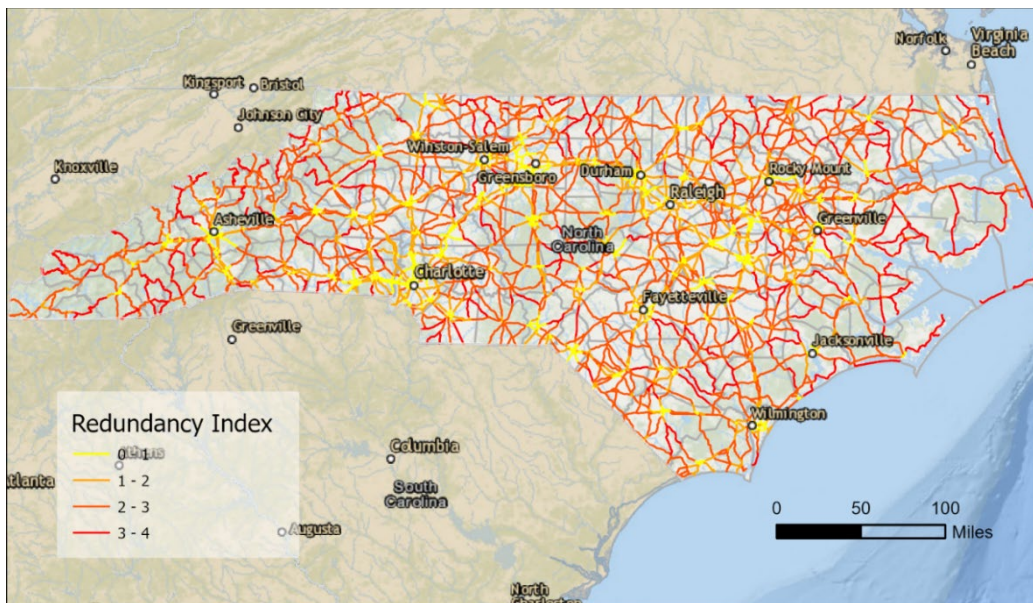 Norfolk
Virginia
Beach
Kingsport
Bristol
Johnson City
Knoxville
Winston-Salem
Greensboro
Durham
Raleigh
Rocky Mount
Greenville
Asheville
North
Carolina
Charlotte
Fayetteville
Jacksonville
Greenville
Wilmington
Redundancy Index
0 - 1
1 - 2
2 - 3
3 - 4
Columbia
South
Carolina
Augusta
0 50 100
Miles
North
Charleston